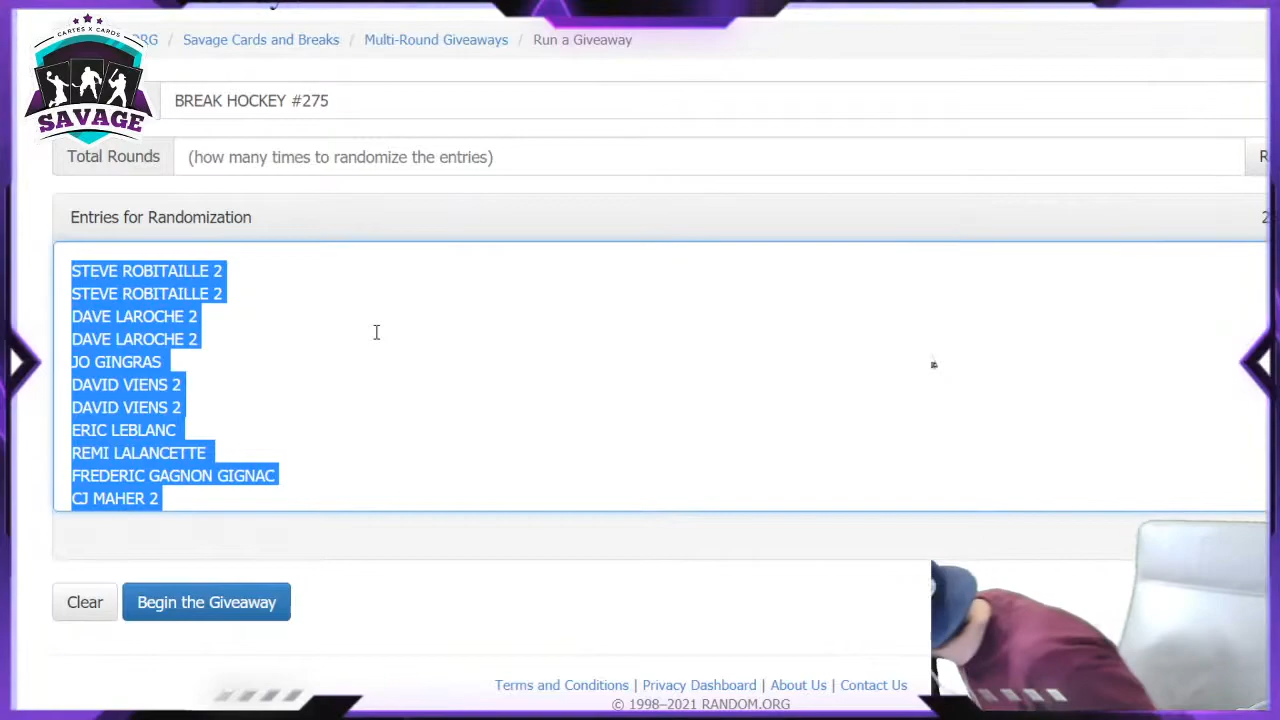 CARTES X CARDS
SAVAGE
ORG / Savage Cards and Breaks / Multi-Round Giveaways / Run a Giveaway
BREAK HOCKEY #275
Total Rounds (how many times to randomize the entries)
Entries for Randomization
STEVE ROBITAILLE 2
STEVE ROBITAILLE 2
DAVE LAROCHE 2
DAVE LAROCHE 2
JO GINGRAS
DAVID VIENS 2
DAVID VIENS 2
ERIC LEBLANC
REMI LALANCETTE
FREDERIC GAGNON GIGNAC
CJ MAHER 2
Clear Begin the Giveaway
Terms and Conditions | Privacy Dashboard | About Us | Contact Us
© 1998–2021 RANDOM.ORG